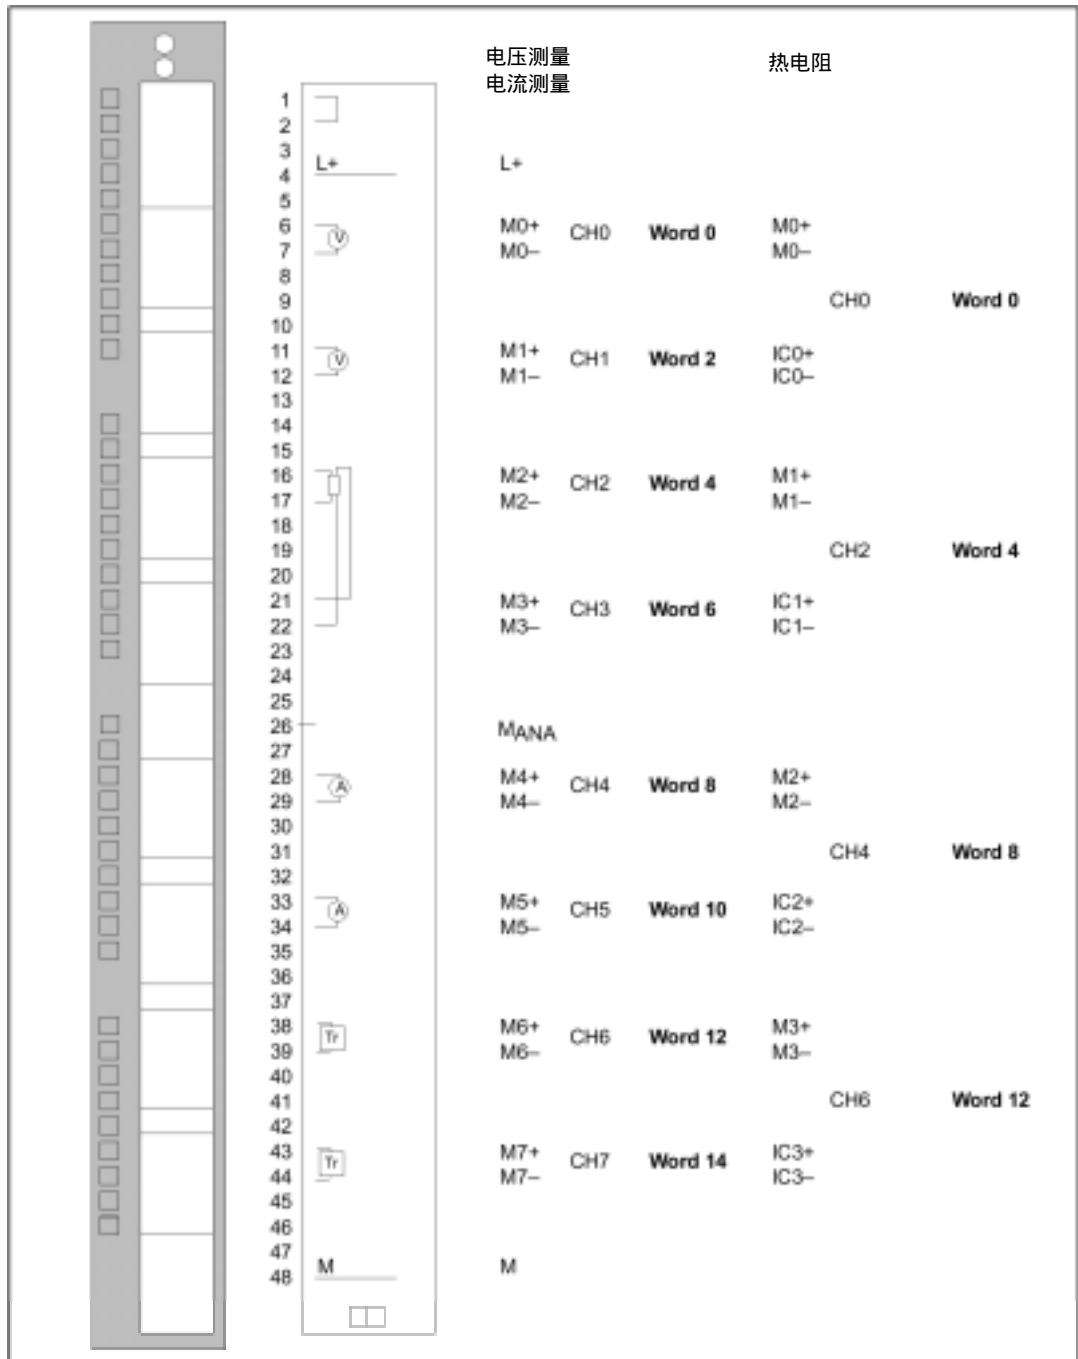 电压测量
电流测量 热电阻
1
2
3
L+ L+
4
5
6 V M0+ CH0 Word 0 M0+
7 M0– M0–
8
9 CH0 Word 0
10
11 V M1+ CH1 Word 2 IC0+
12 M1– IC0–
13
14
15
16 M2+ CH2 Word 4 M1+
17 M2– M1–
18
19 CH2 Word 4
20
21 M3+ CH3 Word 6 IC1+
22 M3– IC1–
23
24
25
26 MANA
27
28 A M4+ CH4 Word 8 M2+
29 M4– M2–
30
31 CH4 Word 8
32
33 A M5+ CH5 Word 10 IC2+
34 M5– IC2–
35
36
37
38 Tr M6+ CH6 Word 12 M3+
39 M6– M3–
40
41 CH6 Word 12
42
43 Tr M7+ CH7 Word 14 IC3+
44 M7– IC3–
45
46
47
M M
48